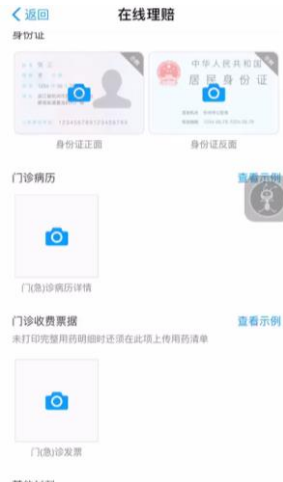 返回
在线理赔
身份证
中华人民共和国
居民身份证
身份证正面
身份证反面
门诊病历
查看示例
门(急)诊病历详情
门诊收费票据
查看示例
未打印完整用药明细时还须在此项上传用药清单
门(急)诊发票